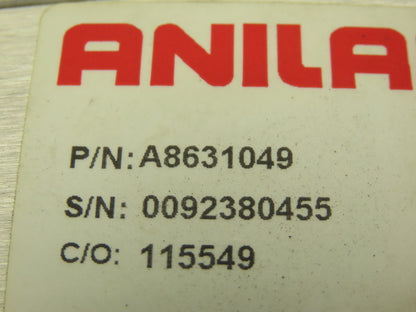 ANILA
P/N: A8631049
S/N: 0092380455
C/O: 115549